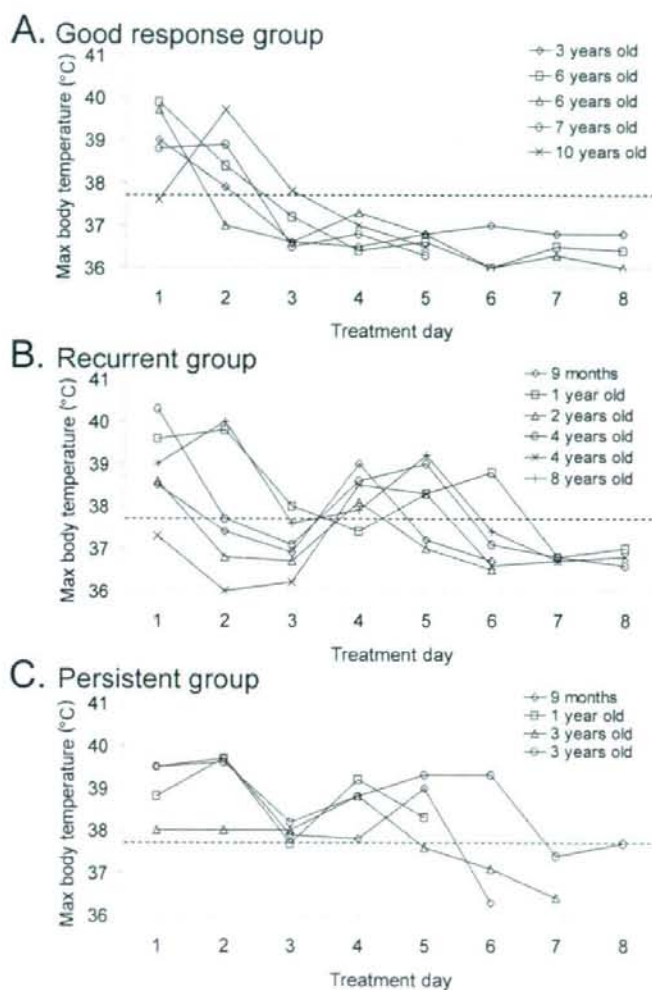 A. Good response group
Max body temperature (°C)
41
40
39
38
37
36
1 2 3 4 5 6 7 8
Treatment day
3 years old
6 years old
6 years old
7 years old
10 years old
B. Recurrent group
Max body temperature (°C)
41
40
39
38
37
36
1 2 3 4 5 6 7 8
Treatment day
9 months
1 year old
2 years old
4 years old
4 years old
8 years old
C. Persistent group
Max body temperature (°C)
41
40
39
38
37
36
1 2 3 4 5 6 7 8
Treatment day
9 months
1 year old
3 years old
3 years old